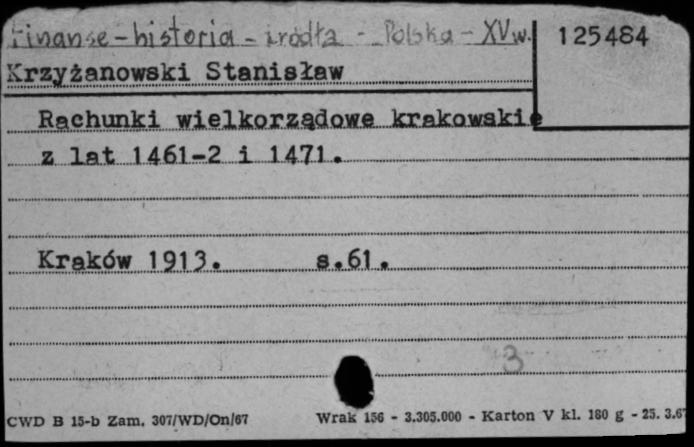 Finanse - historia - źródła - Polska - XV w.
125484
Krzyżanowski Stanisław
Rachunki wielkorządowe krakowskie
z lat 1461-2 i 1471.
Kraków 1913. s.61.
3
CWD B 15-b Zam. 307/WD/On/67 Wrak 156 - 3.305.000 - Karton V kl. 180 g - 25. 3.67